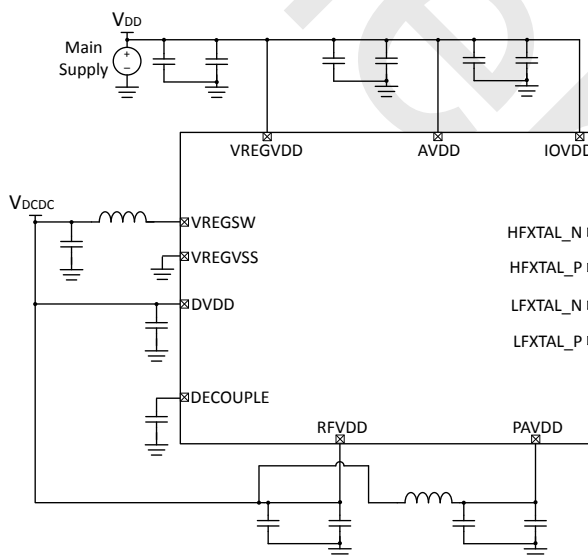 VDD
Main
Supply
+
–
VREGVDD
AVDD
IOVDD
VDCDC
VREGSW
HFXTAL_N
VREGVSS
HFXTAL_P
DVDD
LFXTAL_N
LFXTAL_P
DECOUPLE
RFVDD
PAVDD